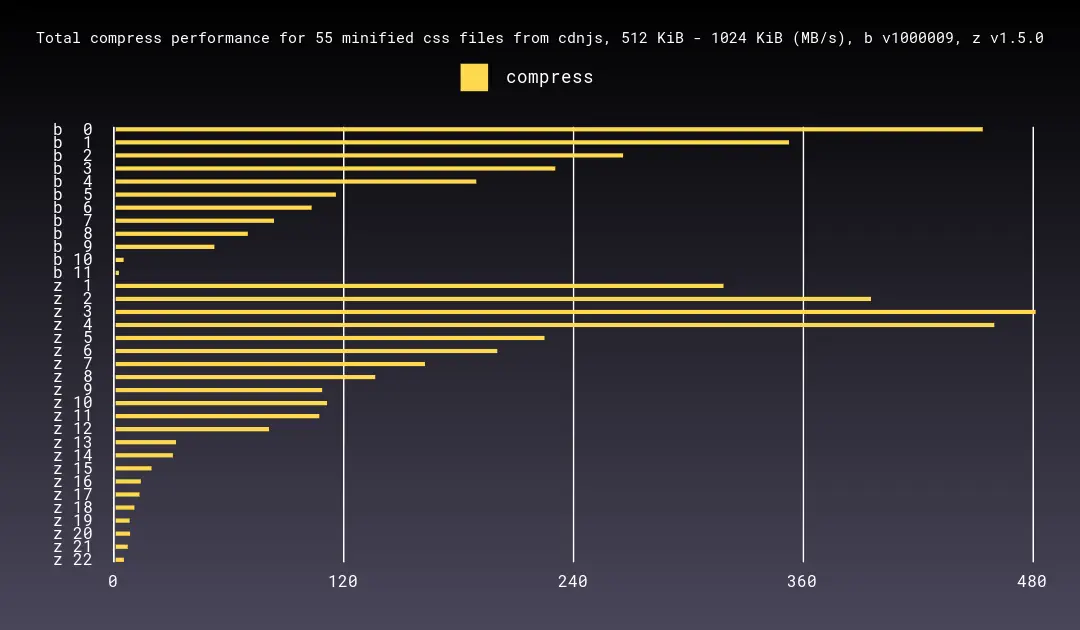 Total compress performance for 55 minified css files from cdnjs, 512 KiB - 1024 KiB (MB/s), b v1000009, z v1.5.0
compress
b 0
b 1
b 2
b 3
b 4
b 5
b 6
b 7
b 8
b 9
b 10
b 11
z 1
z 2
z 3
z 4
z 5
z 6
z 7
z 8
z 9
z 10
z 11
z 12
z 13
z 14
z 15
z 16
z 17
z 18
z 19
z 20
z 21
z 22
0 120 240 360 480